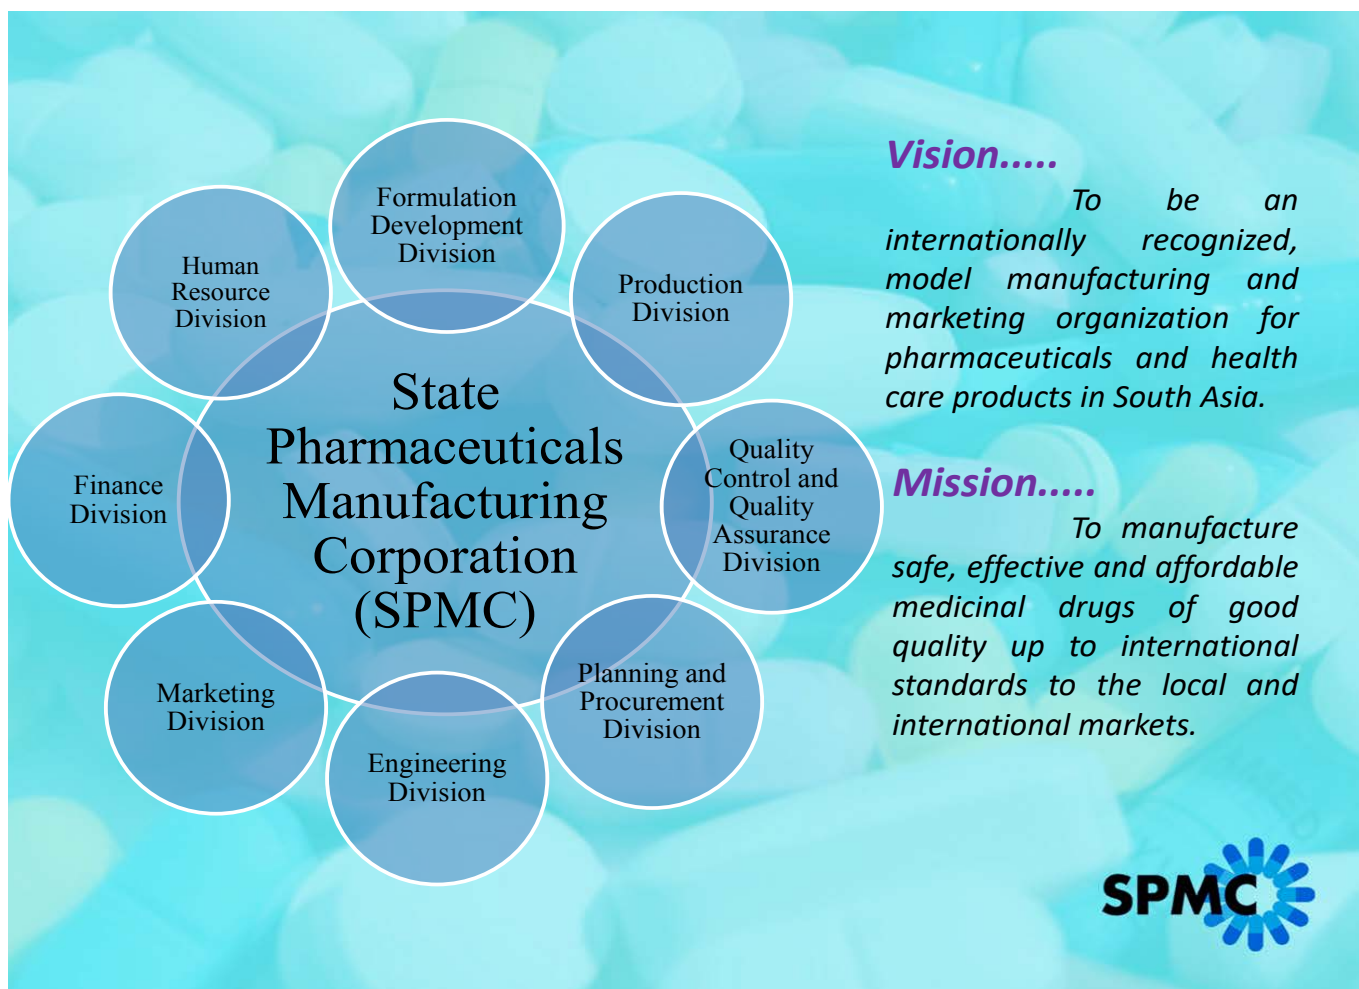 Formulation
Development
Division
Production
Division
Quality
Control and
Quality
Assurance
Division
Planning and
Procurement
Division
Engineering
Division
Marketing
Division
Finance
Division
Human
Resource
Division
State
Pharmaceuticals
Manufacturing
Corporation
(SPMC)
Vision.....
To be an
internationally recognized,
model manufacturing and
marketing organization for
pharmaceuticals and health
care products in South Asia.
Mission.....
To manufacture
safe, effective and affordable
medicinal drugs of good
quality up to international
standards to the local and
international markets.
SPMC